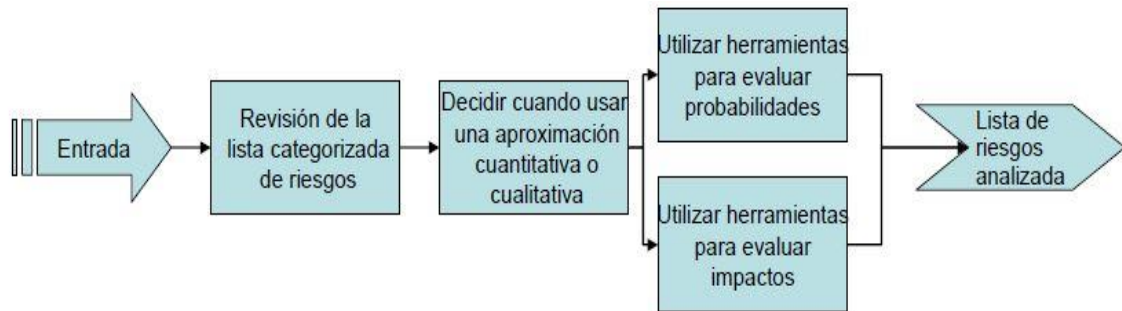 Entrada
Revisión de la
lista categorizada
de riesgos
Decidir cuando usar
una aproximación
cuantitativa o
cualitativa
Utilizar herramientas
para evaluar
probabilidades
Utilizar herramientas
para evaluar
impactos
Lista de
riesgos
analizada